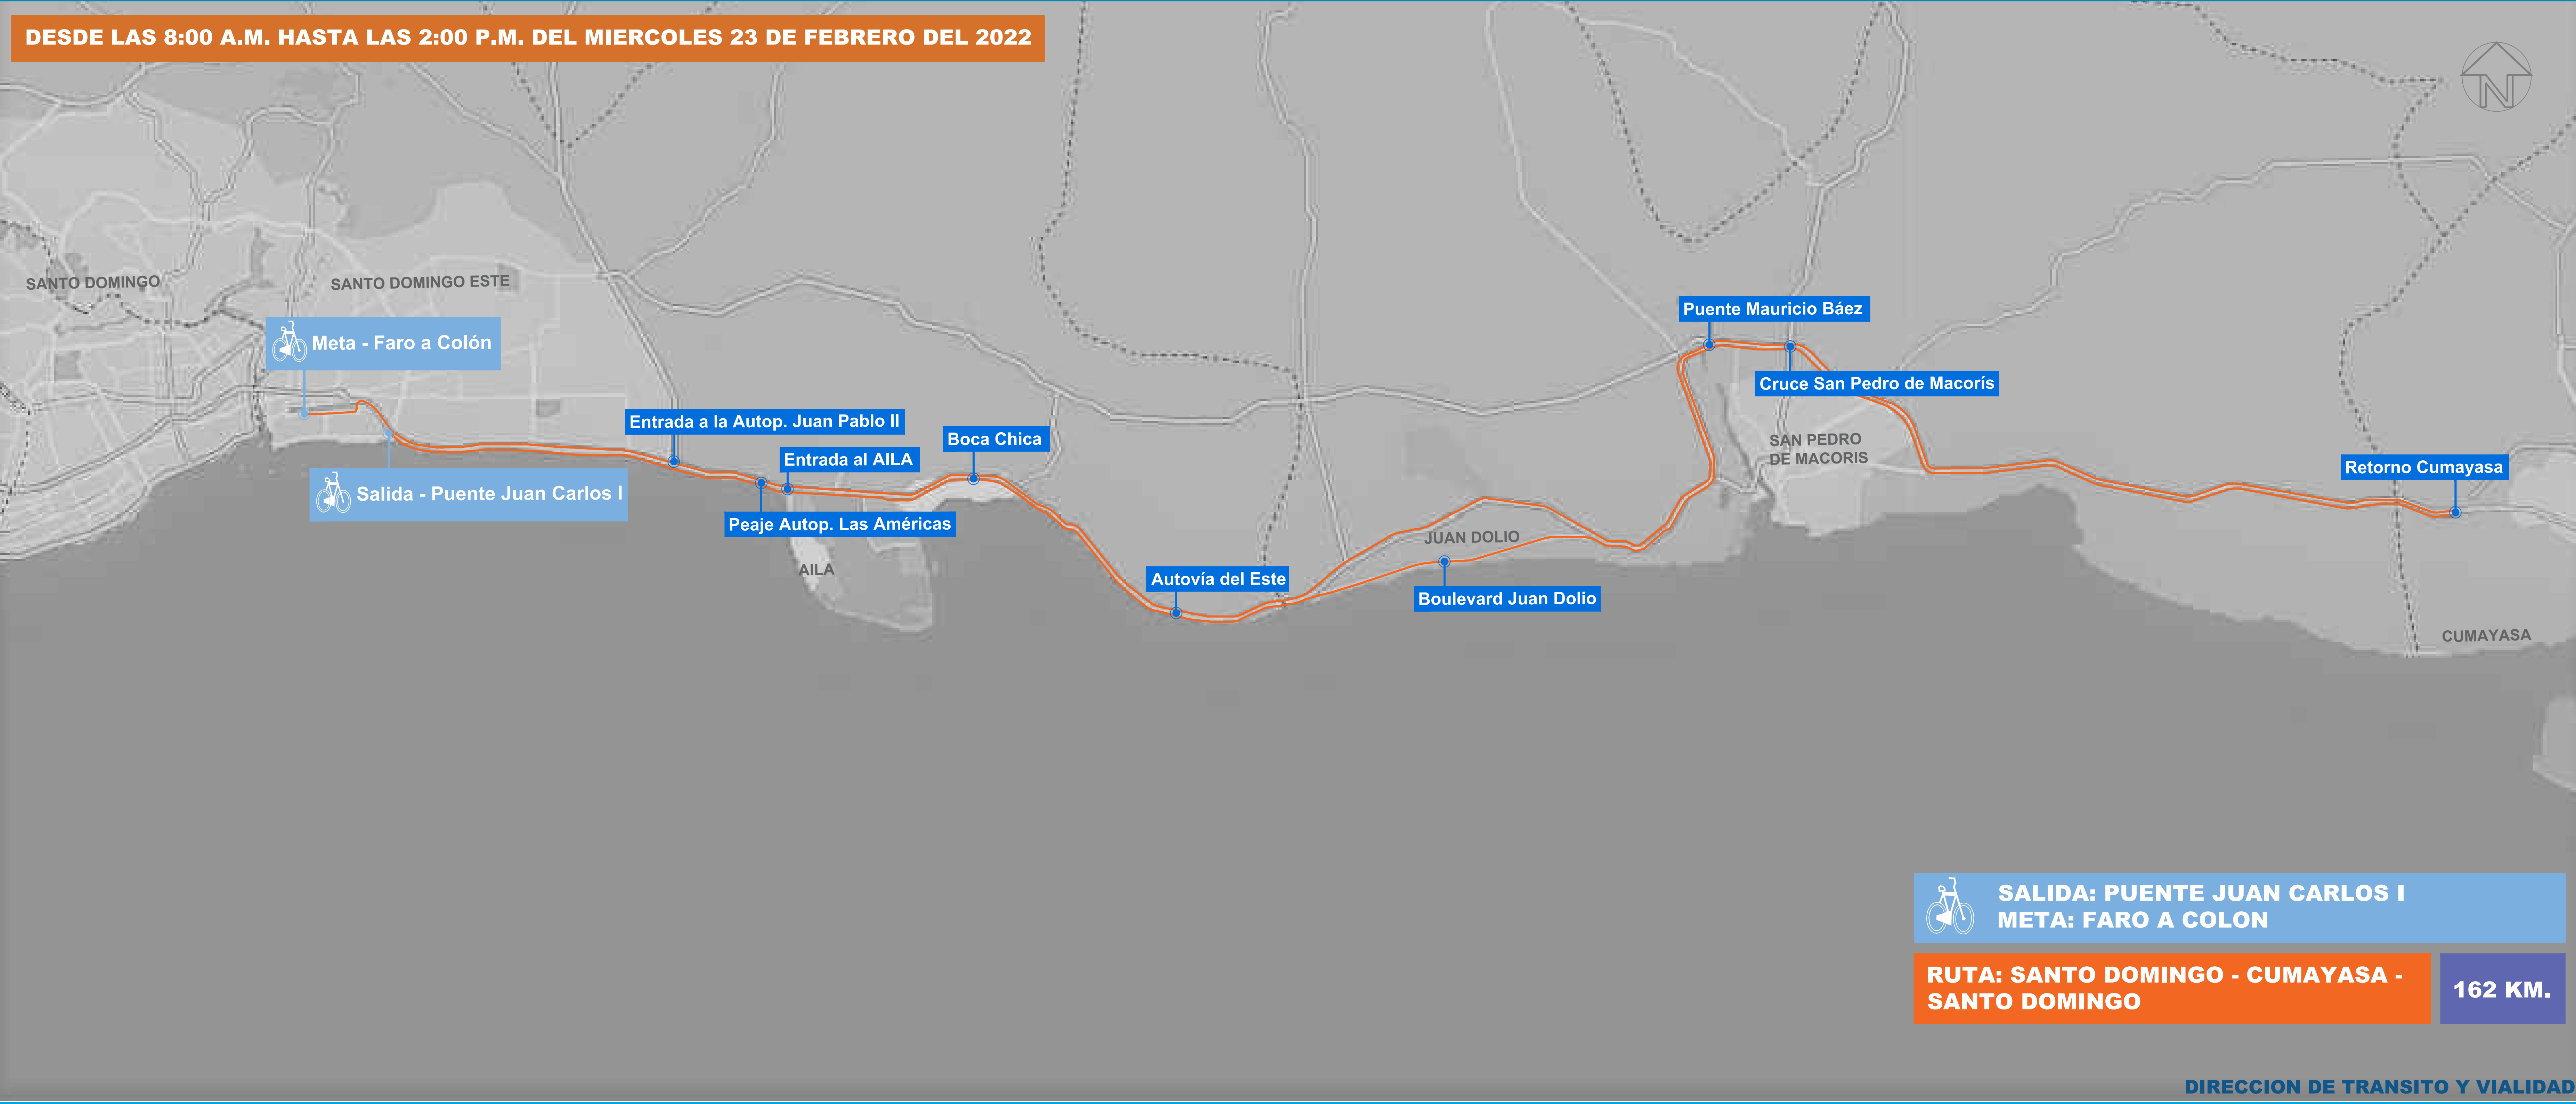 DESDE LAS 8:00 A.M. HASTA LAS 2:00 P.M. DEL MIERCOLES 23 DE FEBRERO DEL 2022
N
SANTO DOMINGO
SANTO DOMINGO ESTE
Meta - Faro a Colón
Salida - Puente Juan Carlos I
Entrada a la Autop. Juan Pablo II
Entrada al AILA
Peaje Autop. Las Américas
AILA
Boca Chica
Autovía del Este
JUAN DOLIO
Boulevard Juan Dolio
Puente Mauricio Báez
Cruce San Pedro de Macorís
SAN PEDRO
DE MACORIS
Retorno Cumayasa
CUMAYASA
SALIDA: PUENTE JUAN CARLOS I
META: FARO A COLON
RUTA: SANTO DOMINGO - CUMAYASA -
SANTO DOMINGO
162 KM.
DIRECCION DE TRANSITO Y VIALIDAD